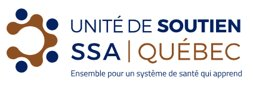 UNITÉ DE SOUTIEN
SSA | QUÉBEC
Ensemble pour un système de santé qui apprend